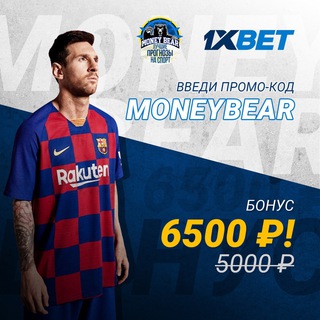 MONEY BEAR
ЛУЧШИЕ
ПРОГНОЗЫ
НА СПОРТ
1XBET
ВВЕДИ ПРОМО-КОД
MONEYBEAR
Rakuten
БОНУС
6500 ₽!
5000 ₽